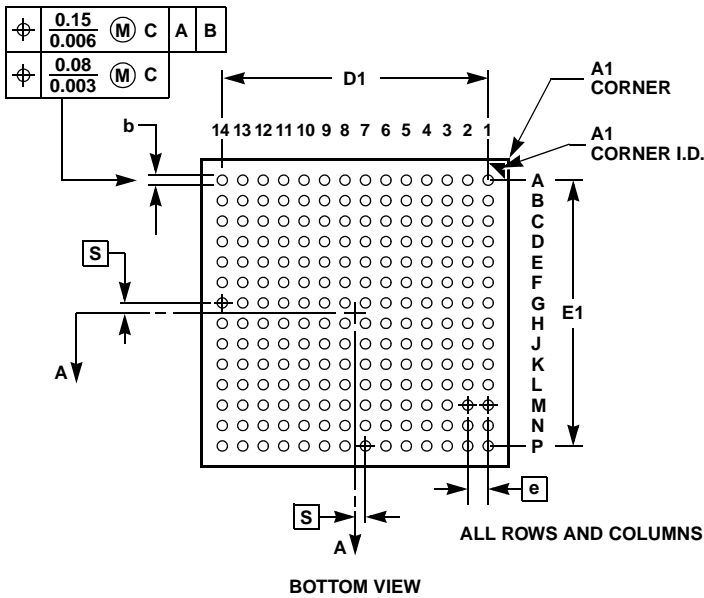 0.15
0.006 Ⓜ C A B
0.08
0.003 Ⓜ C
D1
A1
CORNER
b
14 13 12 11 10 9 8 7 6 5 4 3 2 1
A1
CORNER I.D.
A
B
C
D
E
F
G
H
J
K
L
M
N
P
S
E1
A
e
S
A
ALL ROWS AND COLUMNS
BOTTOM VIEW